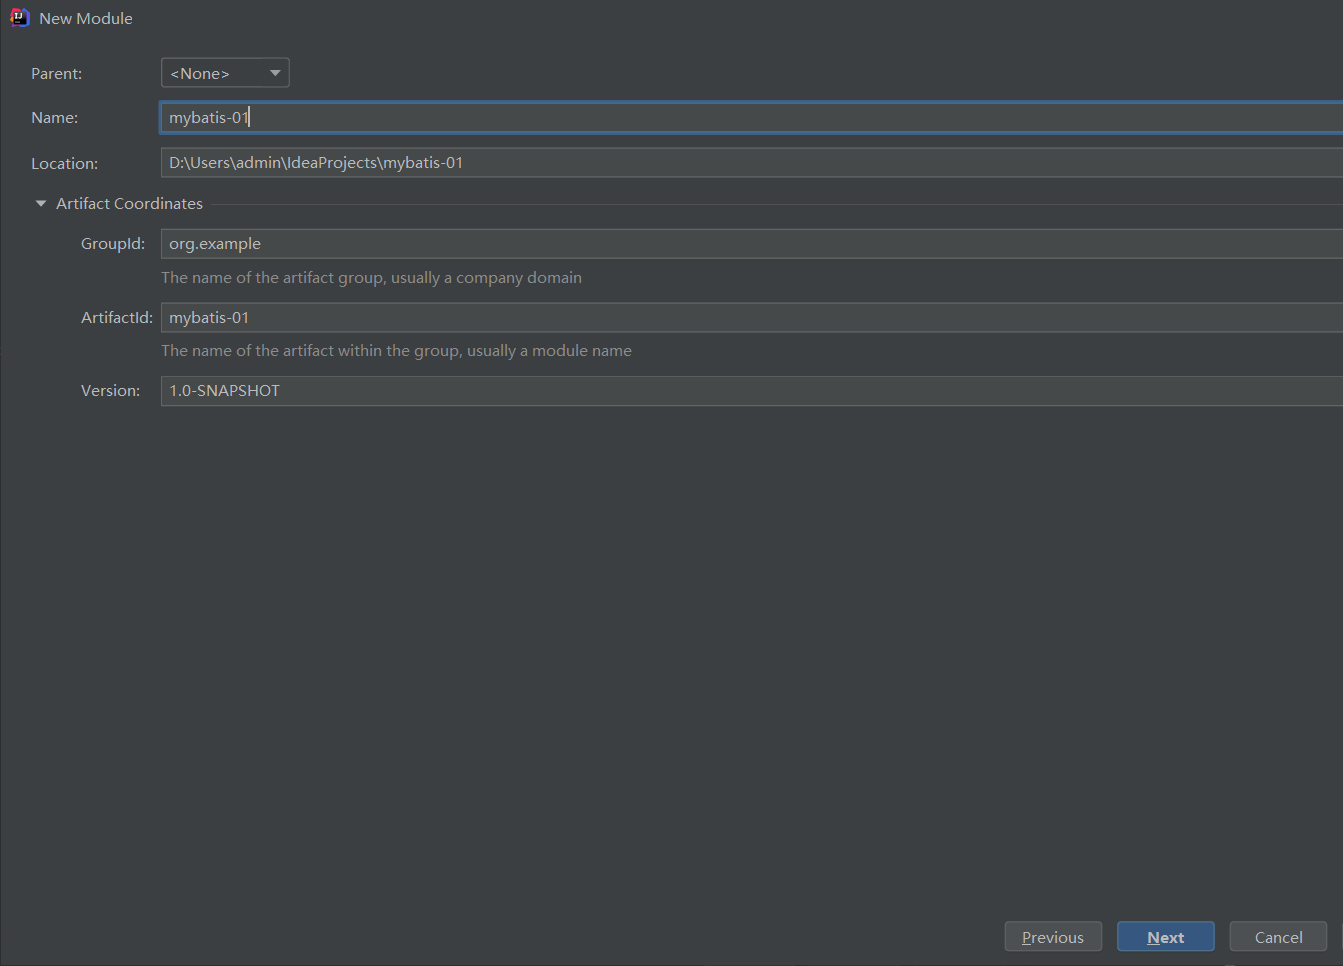 New Module
Parent: <None>
Name: mybatis-01
Location: D:\Users\admin\IdeaProjects\mybatis-01
Artifact Coordinates
GroupId: org.example
The name of the artifact group, usually a company domain
ArtifactId: mybatis-01
The name of the artifact within the group, usually a module name
Version: 1.0-SNAPSHOT
Previous Next Cancel